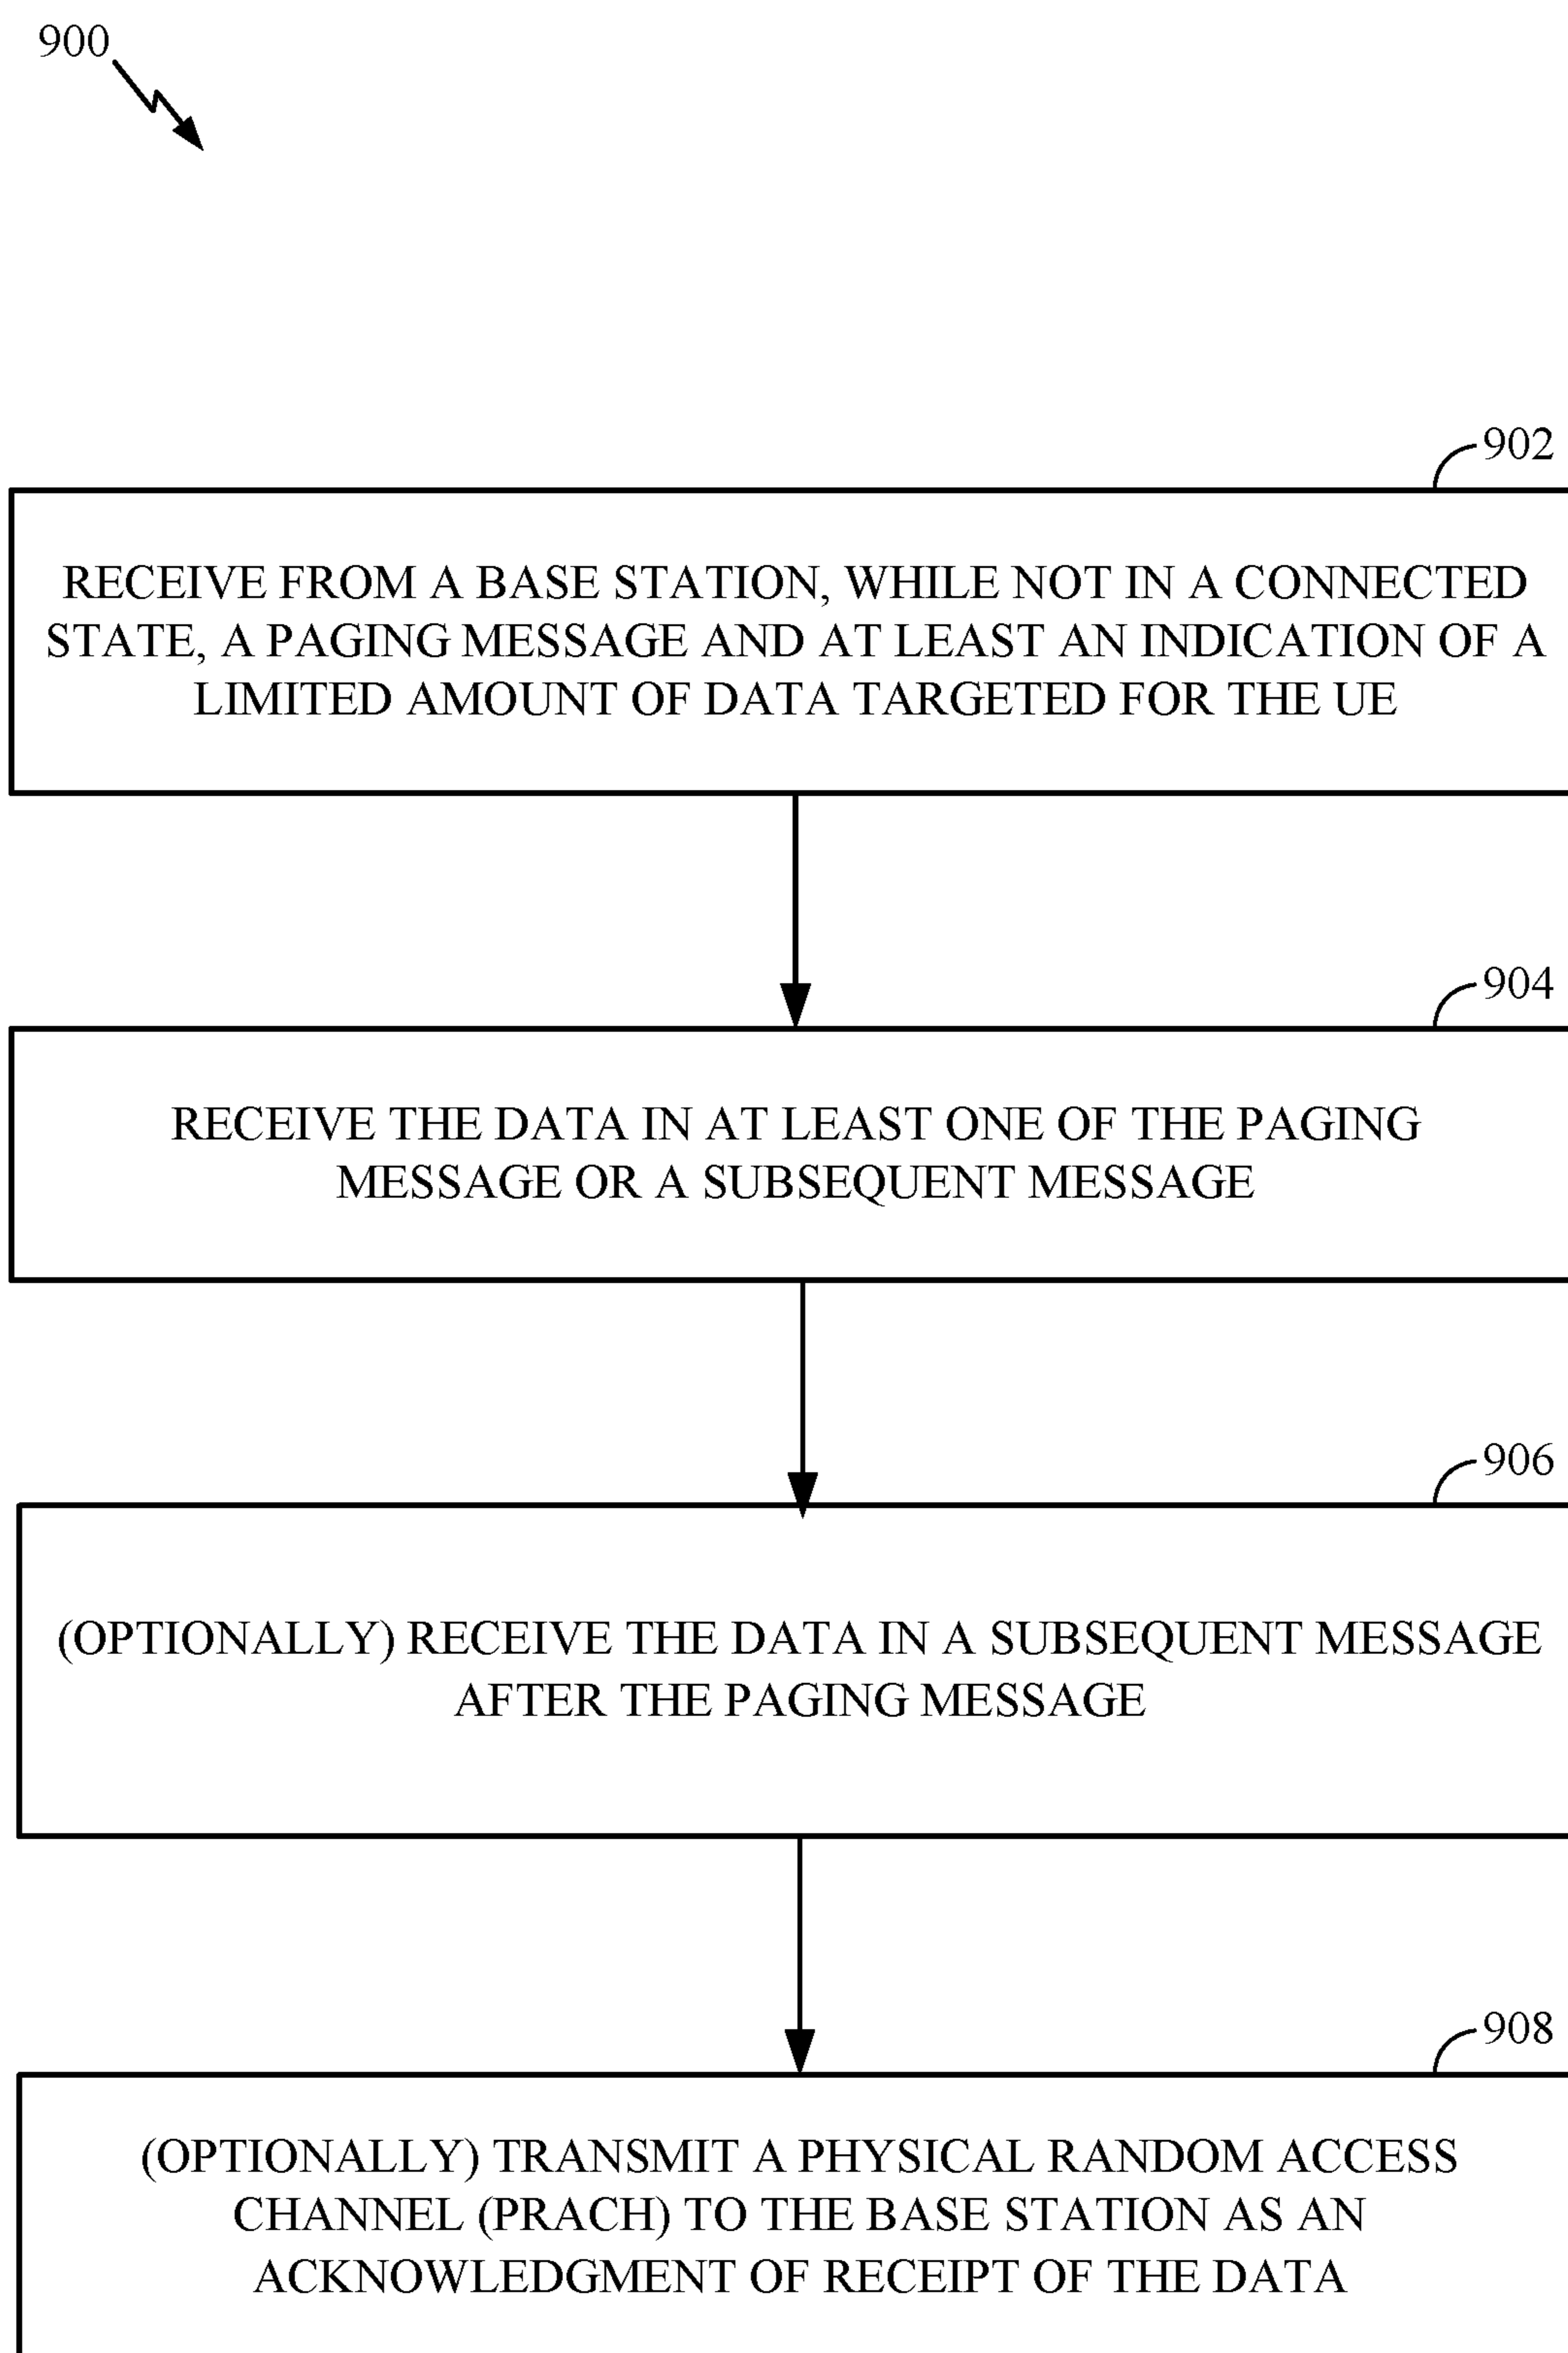 900
902
RECEIVE FROM A BASE STATION, WHILE NOT IN A CONNECTED
STATE, A PAGING MESSAGE AND AT LEAST AN INDICATION OF A
LIMITED AMOUNT OF DATA TARGETED FOR THE UE
904
RECEIVE THE DATA IN AT LEAST ONE OF THE PAGING
MESSAGE OR A SUBSEQUENT MESSAGE
906
(OPTIONALLY) RECEIVE THE DATA IN A SUBSEQUENT MESSAGE
AFTER THE PAGING MESSAGE
908
(OPTIONALLY) TRANSMIT A PHYSICAL RANDOM ACCESS
CHANNEL (PRACH) TO THE BASE STATION AS AN
ACKNOWLEDGMENT OF RECEIPT OF THE DATA